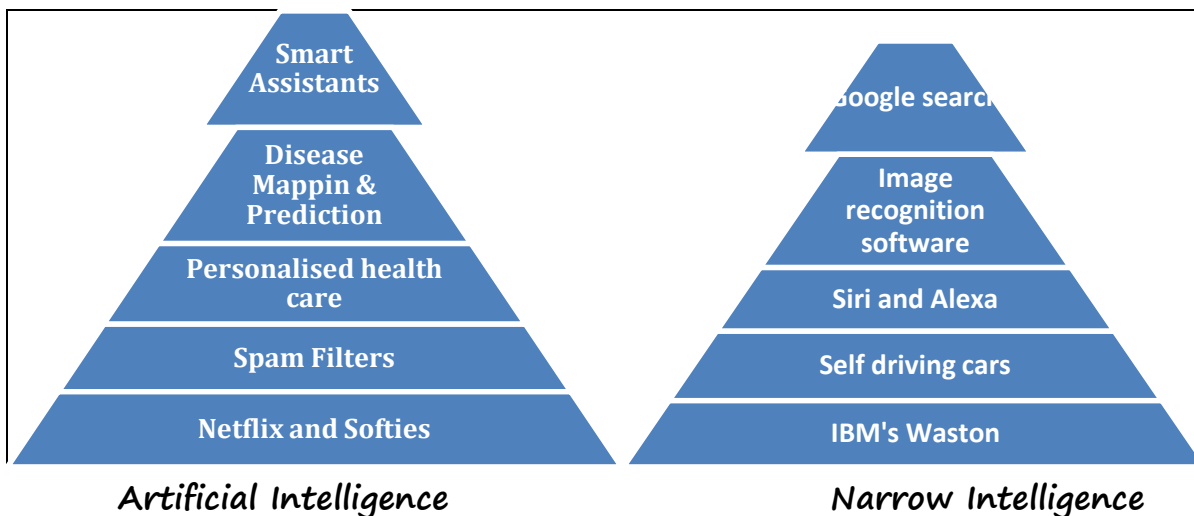 Smart
Assistants
Disease
Mappin &
Prediction
Personalised health
care
Spam Filters
Netflix and Softies
Artificial Intelligence
Google search
Image
recognition
software
Siri and Alexa
Self driving cars
IBM's Waston
Narrow Intelligence